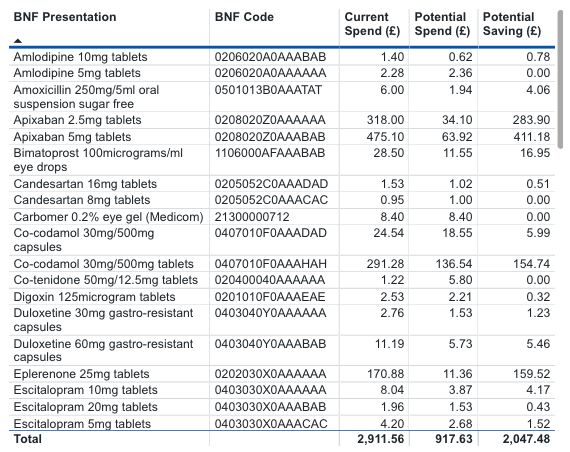 BNF Presentation BNF Code Current Potential Potential
Spend (£) Spend (£) Saving (£)
Amlodipine 10mg tablets 0206020A0AAABAB 1.40 0.62 0.78
Amlodipine 5mg tablets 0206020A0AAAAAA 2.28 2.36 0.00
Amoxicillin 250mg/5ml oral 0501013B0AAATAT 6.00 1.94 4.06
suspension sugar free
Apixaban 2.5mg tablets 0208020Z0AAAAAA 318.00 34.10 283.90
Apixaban 5mg tablets 0208020Z0AAABAB 475.10 63.92 411.18
Bimatoprost 100micrograms/ml 1106000AFAAABAB 28.50 11.55 16.95
eye drops
Candesartan 16mg tablets 0205052C0AAADAD 1.53 1.02 0.51
Candesartan 8mg tablets 0205052C0AAACAC 0.95 1.00 0.00
Carbomer 0.2% eye gel (Medicom) 21300000712 8.40 8.40 0.00
Co-codamol 30mg/500mg 0407010F0AAADAD 24.54 18.55 5.99
capsules
Co-codamol 30mg/500mg tablets 0407010F0AAAHAH 291.28 136.54 154.74
Co-tenidone 50mg/12.5mg tablets 020400040AAAAAA 1.22 5.80 0.00
Digoxin 125microgram tablets 0201010F0AAAEAE 2.53 2.21 0.32
Duloxetine 30mg gastro-resistant 0403040Y0AAAAAA 2.76 1.53 1.23
capsules
Duloxetine 60mg gastro-resistant 0403040Y0AAABAB 11.19 5.73 5.46
capsules
Eplerenone 25mg tablets 0202030X0AAAAAA 170.88 11.36 159.52
Escitalopram 10mg tablets 0403030X0AAAAAA 8.04 3.87 4.17
Escitalopram 20mg tablets 0403030X0AAABAB 1.96 1.53 0.43
Escitalopram 5mg tablets 0403030X0AAACAC 4.20 2.68 1.52
Total 2,911.56 917.63 2,047.48